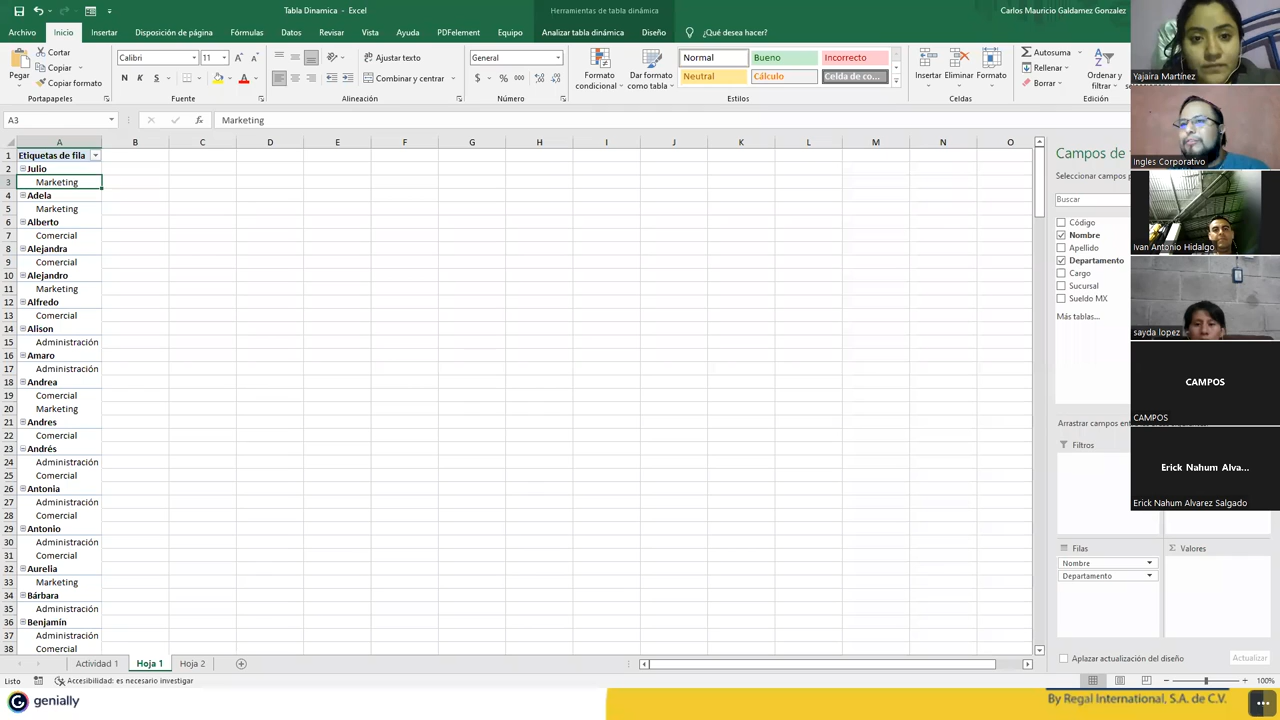 Tabla Dinamica - Excel
Herramientas de tabla dinámica
Carlos Mauricio Galdamez Gonzalez
Archivo Inicio Insertar Disposición de página Fórmulas Datos Revisar Vista Ayuda PDFelement Equipo Analizar tabla dinámica Diseño ¿Qué desea hacer?
Pegar
Cortar
Copiar
Copiar formato
Portapapeles
Calibri 11
N K S
Fuente
Ajustar texto
Combinar y centrar
Alineación
General
$ % 000
Número
Formato condicional
Dar formato como tabla
Normal Bueno Incorrecto
Neutral Cálculo Celda de co...
Estilos
Insertar Eliminar Formato
Celdas
Autosuma
Rellenar
Borrar
Ordenar y filtrar
Edición
A3 fx Marketing
A B C D E F G H I J K L M N O
1 Etiquetas de fila
2 Julio
3 Marketing
4 Adela
5 Marketing
6 Alberto
7 Comercial
8 Alejandra
9 Comercial
10 Alejandro
11 Marketing
12 Alfredo
13 Comercial
14 Alison
15 Administración
16 Amaro
17 Administración
18 Andrea
19 Comercial
20 Marketing
21 Andres
22 Comercial
23 Andrés
24 Administración
25 Comercial
26 Antonia
27 Administración
28 Comercial
29 Antonio
30 Administración
31 Comercial
32 Aurelia
33 Marketing
34 Bárbara
35 Administración
36 Benjamín
37 Administración
38 Comercial
Campos de
Seleccionar campos
Buscar
Código
Nombre
Apellido
Departamento
Cargo
Sucursal
Sueldo MX
Más tablas...
Arrastrar campos
Filtros
Filas
Nombre
Departamento
Σ Valores
Aplazar actualización del diseño
Actualizar
Yajaira Martínez
Ingles Corporativo
Ivan Antonio Hidalgo
sayda lopez
CAMPOS
CAMPOS
Erick Nahum Alva...
Erick Nahum Alvarez Salgado
Actividad 1 Hoja 1 Hoja 2
Listo Accesibilidad: es necesario investigar
100%
genially
By Regal International, S.A. de C.V.